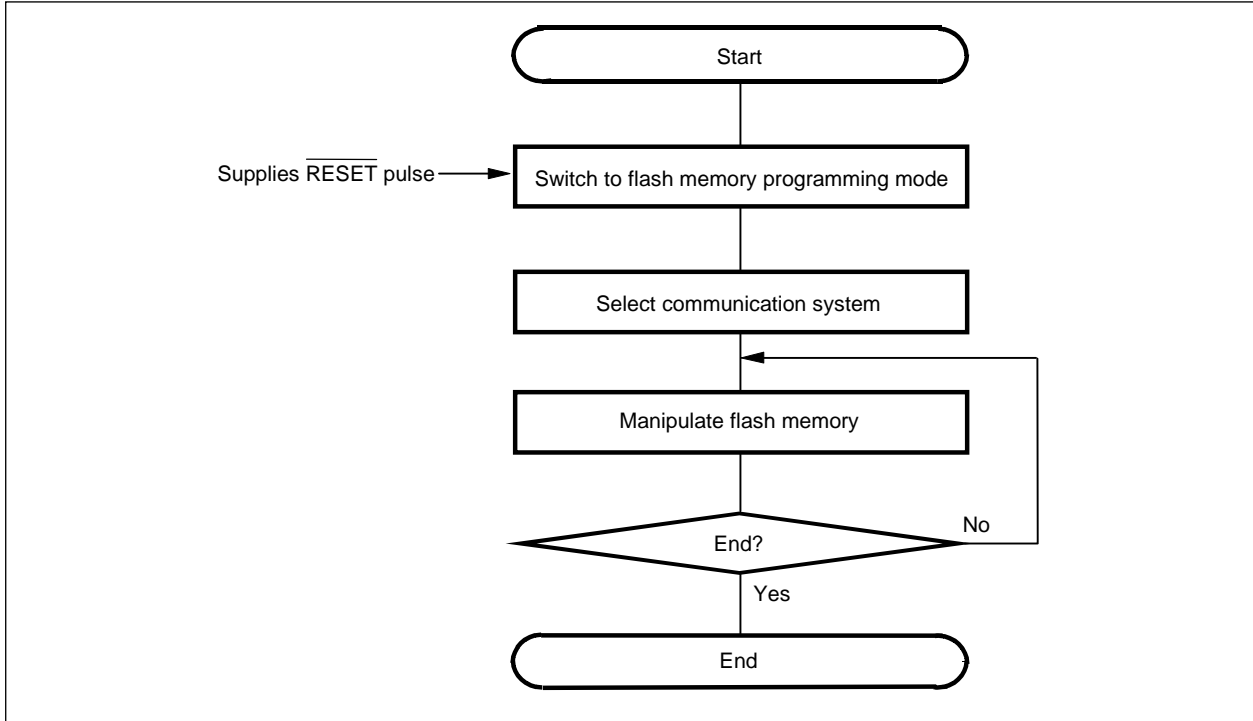 Start
Supplies RESET pulse
Switch to flash memory programming mode
Select communication system
Manipulate flash memory
End?
No
Yes
End